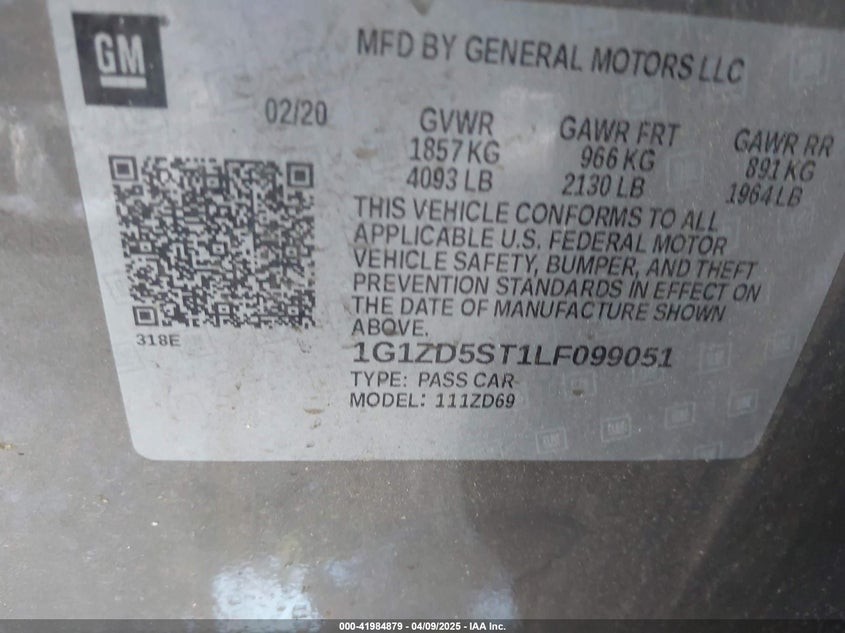 GM
MFD BY GENERAL MOTORS LLC
02/20
GVWR
1857 KG
4093 LB
GAWR FRT
966 KG
2130 LB
GAWR RR
891 KG
1964 LB
THIS VEHICLE CONFORMS TO ALL
APPLICABLE U.S. FEDERAL MOTOR
VEHICLE SAFETY, BUMPER, AND THEFT
PREVENTION STANDARDS IN EFFECT ON
THE DATE OF MANUFACTURE SHOWN
ABOVE.
318E
1G1ZD5ST1LF099051
TYPE: PASS CAR
MODEL: 111ZD69
000-41984879 - 04/09/2025 - IAA Inc.